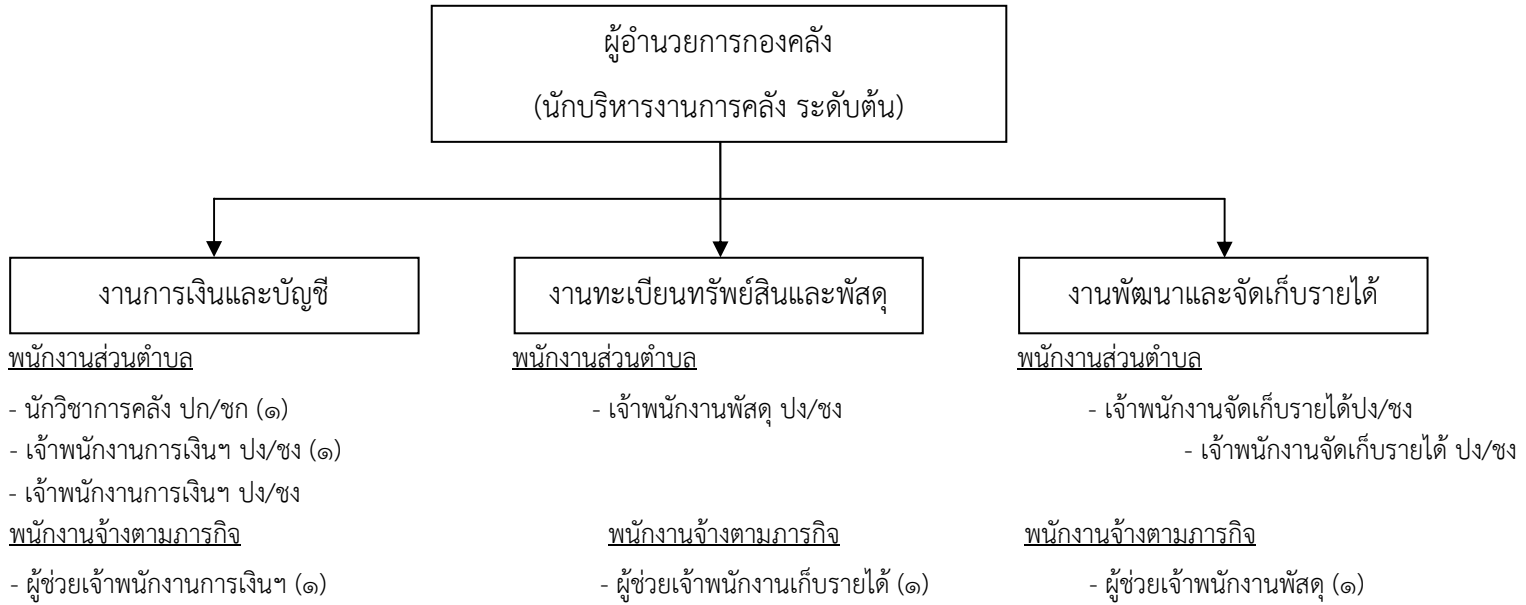 ผู้อำนวยการกองคลัง
(นักบริหารงานการคลัง ระดับต้น)
งานการเงินและบัญชี
งานทะเบียนทรัพย์สินและพัสดุ
งานพัฒนาและจัดเก็บรายได้
พนักงานส่วนตำบล
พนักงานส่วนตำบล
พนักงานส่วนตำบล
- นักวิชาการคลัง ปก/ชก (๑)
- เจ้าพนักงานพัสดุ ปง/ชง
- เจ้าพนักงานจัดเก็บรายได้ปง/ชง
- เจ้าพนักงานการเงินฯ ปง/ชง (๑)
- เจ้าพนักงานจัดเก็บรายได้ ปง/ชง
- เจ้าพนักงานการเงินฯ ปง/ชง
พนักงานจ้างตามภารกิจ
พนักงานจ้างตามภารกิจ
พนักงานจ้างตามภารกิจ
- ผู้ช่วยเจ้าพนักงานการเงินฯ (๑)
- ผู้ช่วยเจ้าพนักงานเก็บรายได้ (๑)
- ผู้ช่วยเจ้าพนักงานพัสดุ (๑)